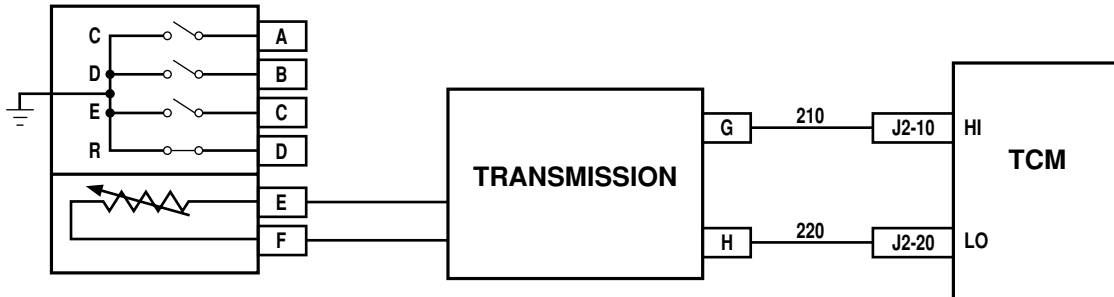 C A
D B
E C
R D
E
F
TRANSMISSION
G 210 J2-10 HI
H 220 J2-20 LO
TCM